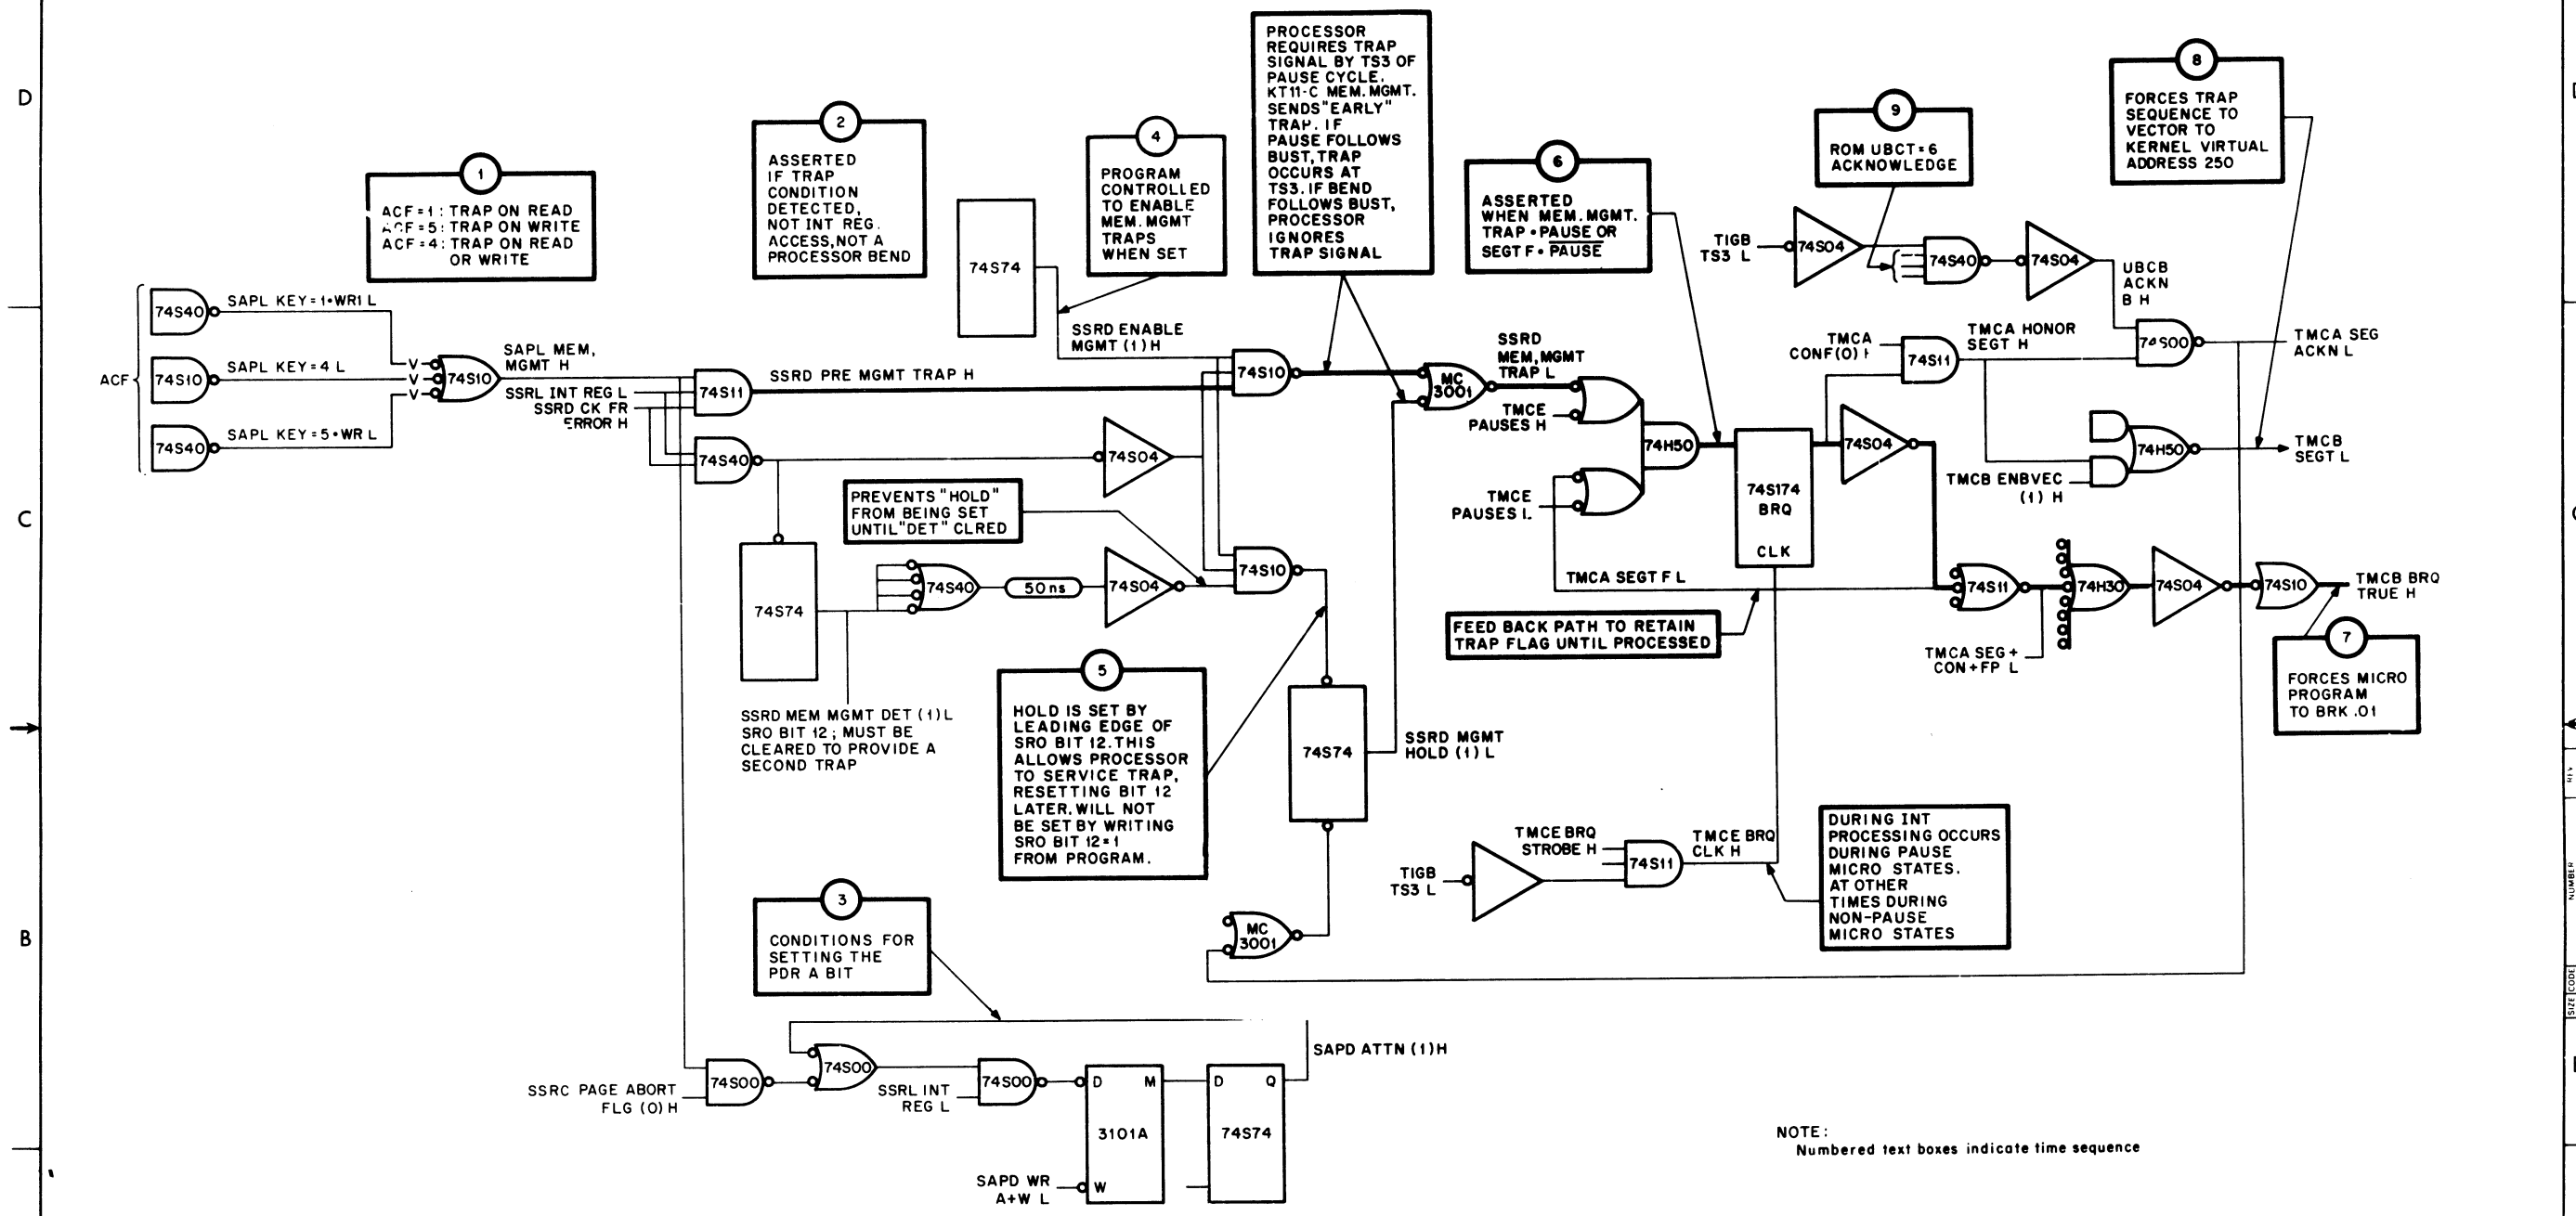 D
C
B
1
ACF=1: TRAP ON READ
ACF=5: TRAP ON WRITE
ACF=4: TRAP ON READ
OR WRITE
2
ASSERTED
IF TRAP
CONDITION
DETECTED,
NOT INT REG.
ACCESS, NOT A
PROCESSOR BEND
4
PROGRAM
CONTROLLED
TO ENABLE
MEM. MGMT
TRAPS
WHEN SET
PROCESSOR
REQUIRES TRAP
SIGNAL BY TS3 OF
PAUSE CYCLE.
KT11-C MEM. MGMT.
SENDS "EARLY"
TRAP. IF
PAUSE FOLLOWS
BUST, TRAP
OCCURS AT
TS3. IF BEND
FOLLOWS BUST,
PROCESSOR
IGNORES
TRAP SIGNAL
6
ASSERTED
WHEN MEM. MGMT.
TRAP • PAUSE OR
SEGT F • PAUSE
9
ROM UBCT=6
ACKNOWLEDGE
8
FORCES TRAP
SEQUENCE TO
VECTOR TO
KERNEL VIRTUAL
ADDRESS 250
TIGB
TS3 L
74S04
74S40
74S04
UBCB
ACKN
B H
ACF
74S40
SAPL KEY=1•WR1 L
74S10
SAPL KEY=4 L
74S40
SAPL KEY=5•WR L
V
V
V
74S10
SAPL MEM,
MGMT H
SSRL INT REG L
SSRD CK FR
ERROR H
74S11
SSRD PRE MGMT TRAP H
74S40
74S74
SSRD ENABLE
MGMT (1) H
74S10
74S04
MC
3001
SSRD
MEM, MGMT
TRAP L
TMCE
PAUSES H
TMCE
PAUSES L
74H50
74S174
BRQ
CLK
74S04
TMCA
CONF(0) H
74S11
TMCA HONOR
SEGT H
74S00
TMCA SEG
ACKN L
74H50
TMCB ENBVEC
(1) H
TMCB
SEGT L
PREVENTS "HOLD"
FROM BEING SET
UNTIL "DET" CLRED
74S74
74S40
50 ns
74S04
74S10
TMCA SEGT F L
FEED BACK PATH TO RETAIN
TRAP FLAG UNTIL PROCESSED
74S11
74H30
74S04
74S10
TMCB BRQ
TRUE H
TMCA SEG+
CON+FP L
7
FORCES MICRO
PROGRAM
TO BRK .01
SSRD MEM MGMT DET (1) L
SRO BIT 12; MUST BE
CLEARED TO PROVIDE A
SECOND TRAP
5
HOLD IS SET BY
LEADING EDGE OF
SRO BIT 12. THIS
ALLOWS PROCESSOR
TO SERVICE TRAP,
RESETTING BIT 12
LATER. WILL NOT
BE SET BY WRITING
SRO BIT 12=1
FROM PROGRAM.
74S74
SSRD MGMT
HOLD (1) L
TIGB
TS3 L
TMCE BRQ
STROBE H
74S11
TMCE BRQ
CLK H
DURING INT
PROCESSING OCCURS
DURING PAUSE
MICRO STATES.
AT OTHER
TIMES DURING
NON-PAUSE
MICRO STATES
MC
3001
3
CONDITIONS FOR
SETTING THE
PDR A BIT
SSRC PAGE ABORT
FLG (0) H
74S00
74S00
SSRL INT
REG L
74S00
D M
3101A
W
SAPD WR
A+W L
D Q
74S74
SAPD ATTN (1) H
NOTE:
Numbered text boxes indicate time sequence
REV
NUMBER
SIZE CODE